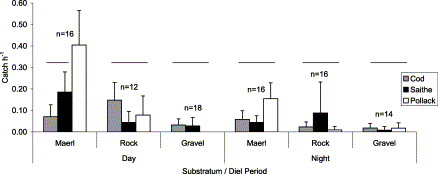 0.60
0.50
0.40
0.30
0.20
0.10
0.00
Catch h⁻¹
n=16
n=12
n=18
n=16
n=16
n=14
Cod
Saithe
Pollack
Maerl Rock Gravel Maerl Rock Gravel
Day Night
Substratum / Diel Period